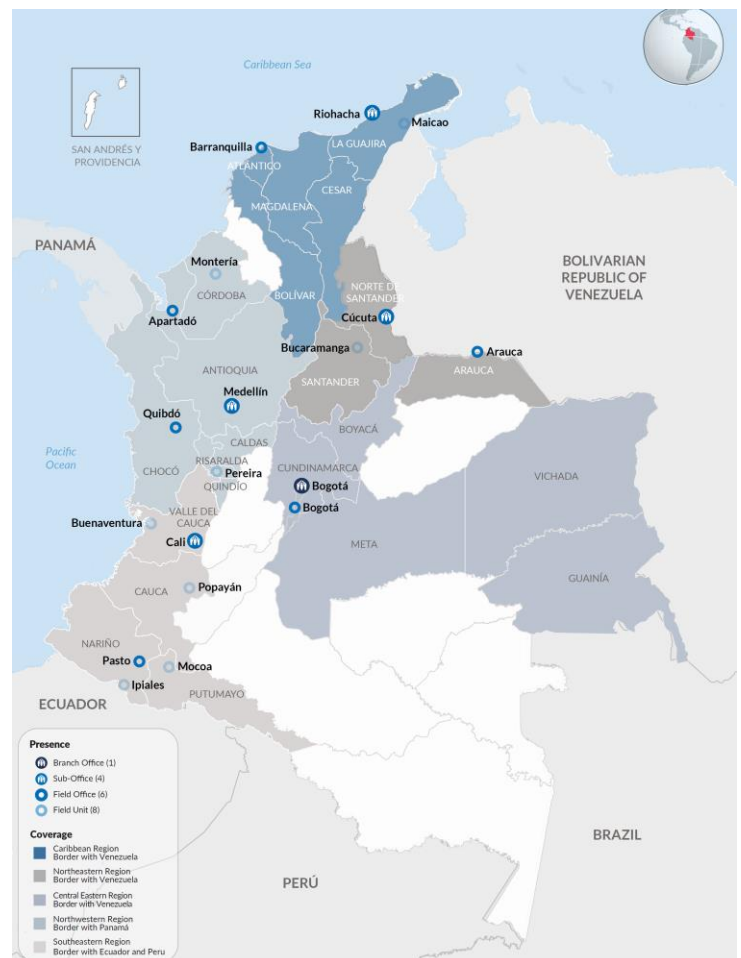 Caribbean Sea
SAN ANDRÉS Y
PROVIDENCIA
Riohacha
Maicao
LA GUAJIRA
Barranquilla
ATLÁNTICO
CESAR
MAGDALENA
PANAMÁ
BOLIVARIAN
REPUBLIC OF
VENEZUELA
Montería
CÓRDOBA
BOLÍVAR
NORTE DE
SANTANDER
Apartadó
Cúcuta
Bucaramanga
Arauca
ARAUCA
ANTIOQUIA
SANTANDER
Medellín
Quibdó
BOYACÁ
Pacific
Ocean
CALDAS
RISARALDA
CUNDINAMARCA
CHOCÓ
Pereira
VICHADA
QUINDÍO
Bogotá
Bogotá
VALLE DEL
CAUCA
Buenaventura
Cali
META
GUAINÍA
CAUCA
Popayán
NARIÑO
Pasto
Mocoa
Ipiales
PUTUMAYO
ECUADOR
Presence
Branch Office (1)
Sub-Office (4)
Field Office (6)
Field Unit (8)
Coverage
Caribbean Region
Border with Venezuela
Northeastern Region
Border with Venezuela
Central Eastern Region
Border with Venezuela
Northwestern Region
Border with Panamá
Southeastern Region
Border with Ecuador and Peru
PERÚ
BRAZIL